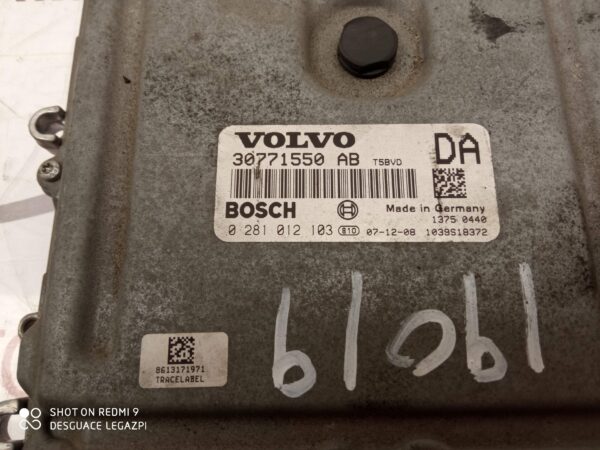 VOLVO DA
30771550 AB T5BVD
BOSCH Made in Germany
1375 0440
0 281 012 103 e10 07-12-08 1039S18372
19061
8613171971
TRACELABEL
SHOT ON REDMI 9
DESGUACE LEGAZPI